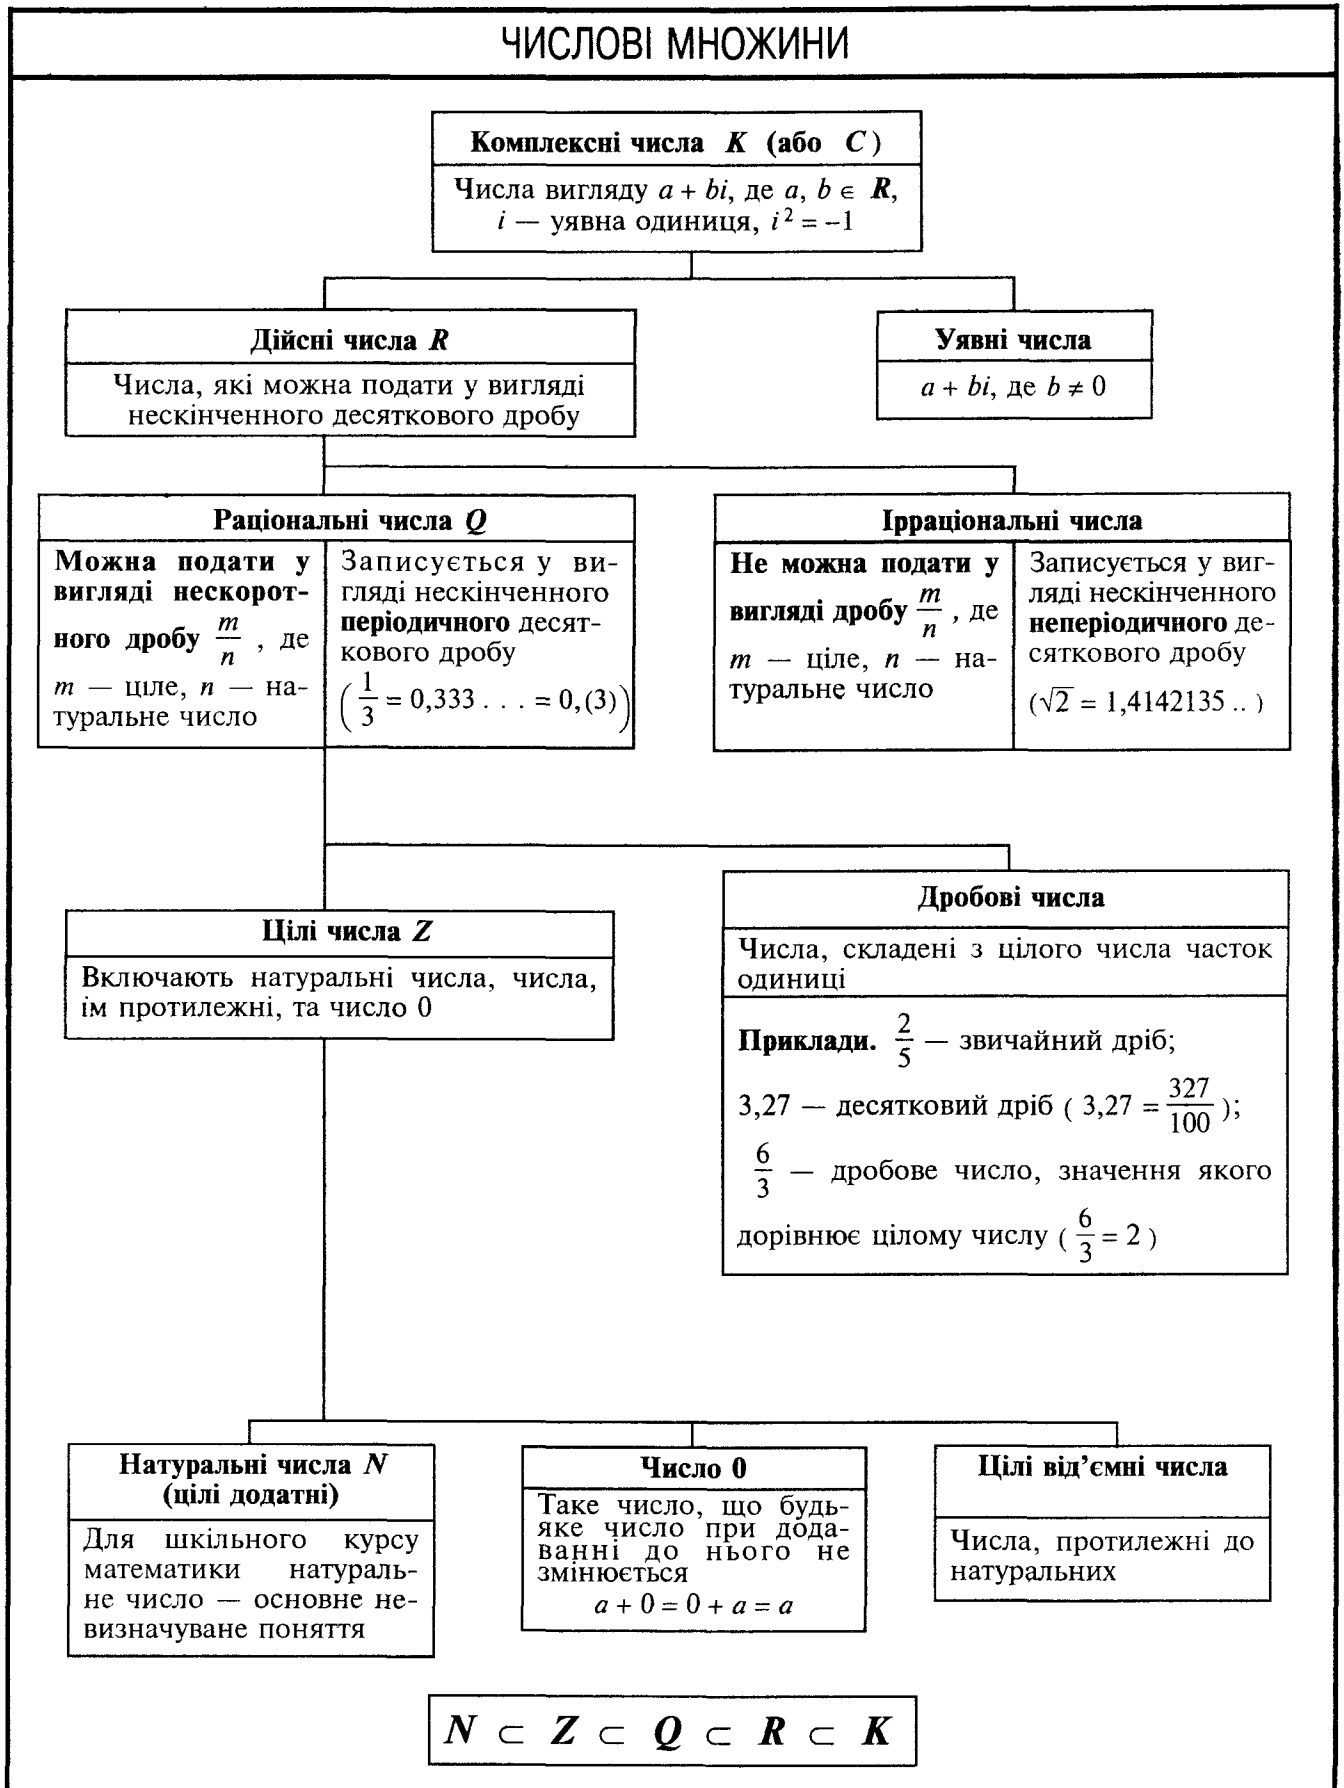 ЧИСЛОВІ МНОЖИНИ
Комплексні числа K (або C)
Числа вигляду a + bi, де a, b ∈ R,
i — уявна одиниця, i² = –1
Дійсні числа R
Числа, які можна подати у вигляді
нескінченного десяткового дробу
Уявні числа
a + bi, де b ≠ 0
Раціональні числа Q
Можна подати у
вигляді нескорот-
ного дробу m/n , де
m — ціле, n — на-
туральне число
Записується у ви-
гляді нескінченного
періодичного десят-
кового дробу
(1/3 = 0,333 . . . = 0,(3))
Ірраціональні числа
Не можна подати у
вигляді дробу m/n , де
m — ціле, n — на-
туральне число
Записується у виг-
ляді нескінченного
неперіодичного де-
сяткового дробу
(√2 = 1,4142135 .. )
Цілі числа Z
Включають натуральні числа, числа,
їм протилежні, та число 0
Дробові числа
Числа, складені з цілого числа часток
одиниці
Приклади. 2/5 — звичайний дріб;
3,27 — десятковий дріб ( 3,27 = 327/100 );
6/3 — дробове число, значення якого
дорівнює цілому числу ( 6/3 = 2 )
Натуральні числа N
(цілі додатні)
Для шкільного курсу
математики натураль-
не число — основне не-
визначуване поняття
Число 0
Таке число, що будь-
яке число при дода-
ванні до нього не
змінюється
a + 0 = 0 + a = a
Цілі від’ємні числа
Числа, протилежні до
натуральних
N ⊂ Z ⊂ Q ⊂ R ⊂ K